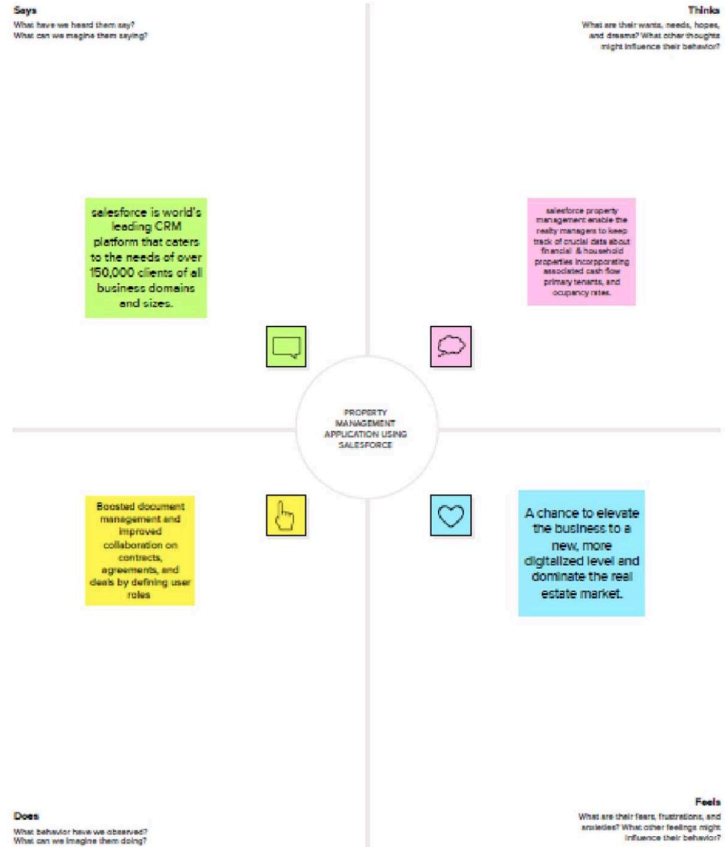 Says
What have we heard them say?
What can we magine them saying?
Thinks
What are their wants, needs, hopes,
and dreams? What other thoughts
might influence their behavior?
salesforce is world's
leading CRM
platform that caters
to the needs of over
150,000 clients of all
business domains
and sizes.
salesforce property
management enable the
realty managers to keep
track of crucial data about
financial & household
properties incorpporating
associated cash flow
primary tenants, and
ocupancy rates.
PROPERTY
MANAGEMENT
APPLICATION USING
SALESFORCE
Boosted document
management and
improved
collaboration on
contracts,
agreements, and
deals by defining user
roles
A chance to elevate
the business to a
new, more
digitalized level and
dominate the real
estate market.
Does
What behavior have we observed?
What can we imagine them doing?
Feels
What are their fears, frustrations, and
anxieties? What other feelings might
influence their behavior?